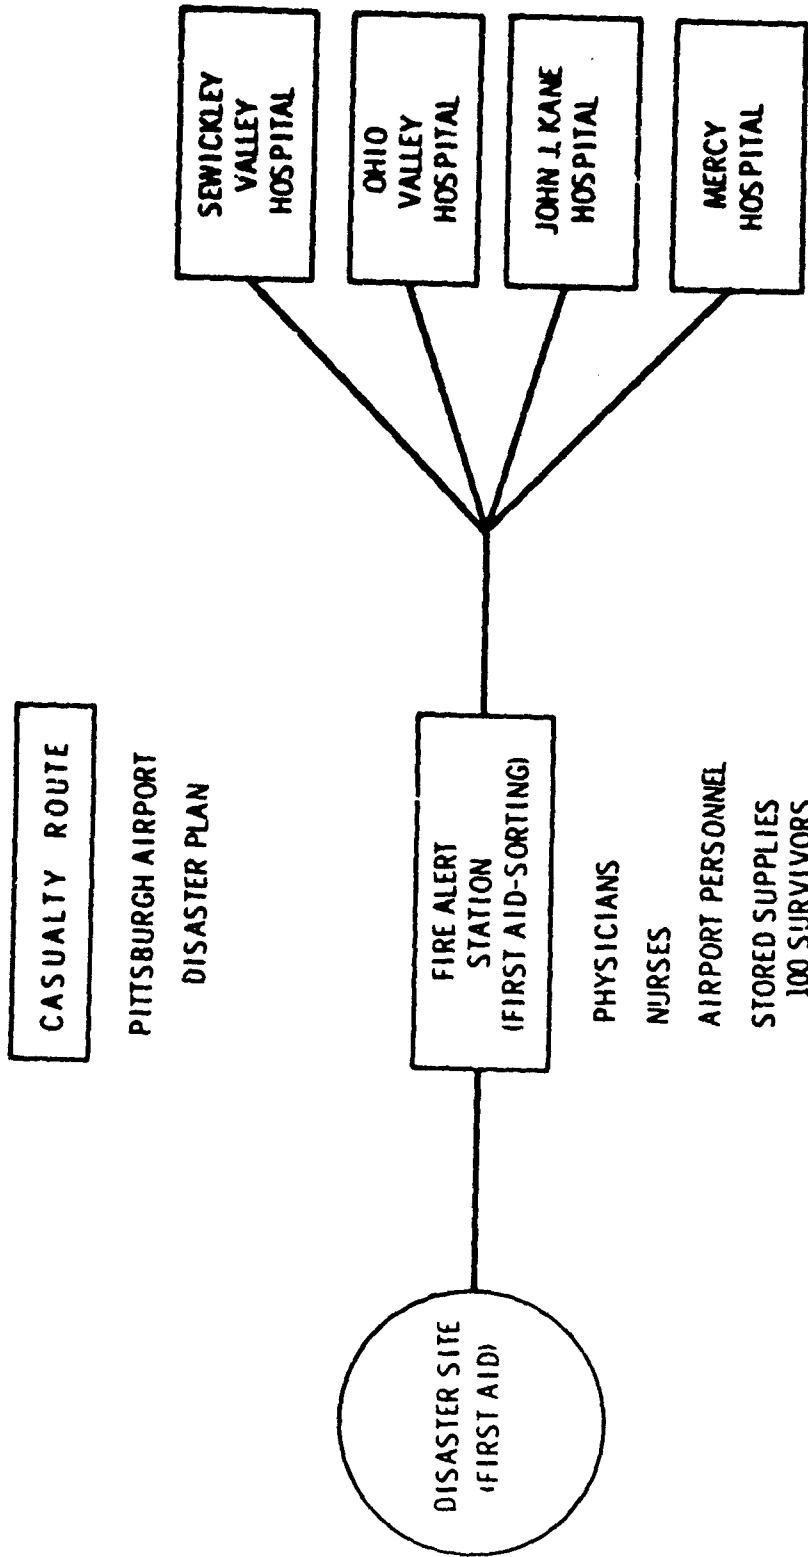 CASUALTY ROUTE
PITTSBURGH AIRPORT
DISASTER PLAN
DISASTER SITE
(FIRST AID)
FIRE ALERT
STATION
(FIRST AID-SORTING)
PHYSICIANS
NURSES
AIRPORT PERSONNEL
STORED SUPPLIES
100 SURVIVORS
SEWICKLEY
VALLEY
HOSPITAL
OHIO
VALLEY
HOSPITAL
JOHN J. KANE
HOSPITAL
MERCY
HOSPITAL